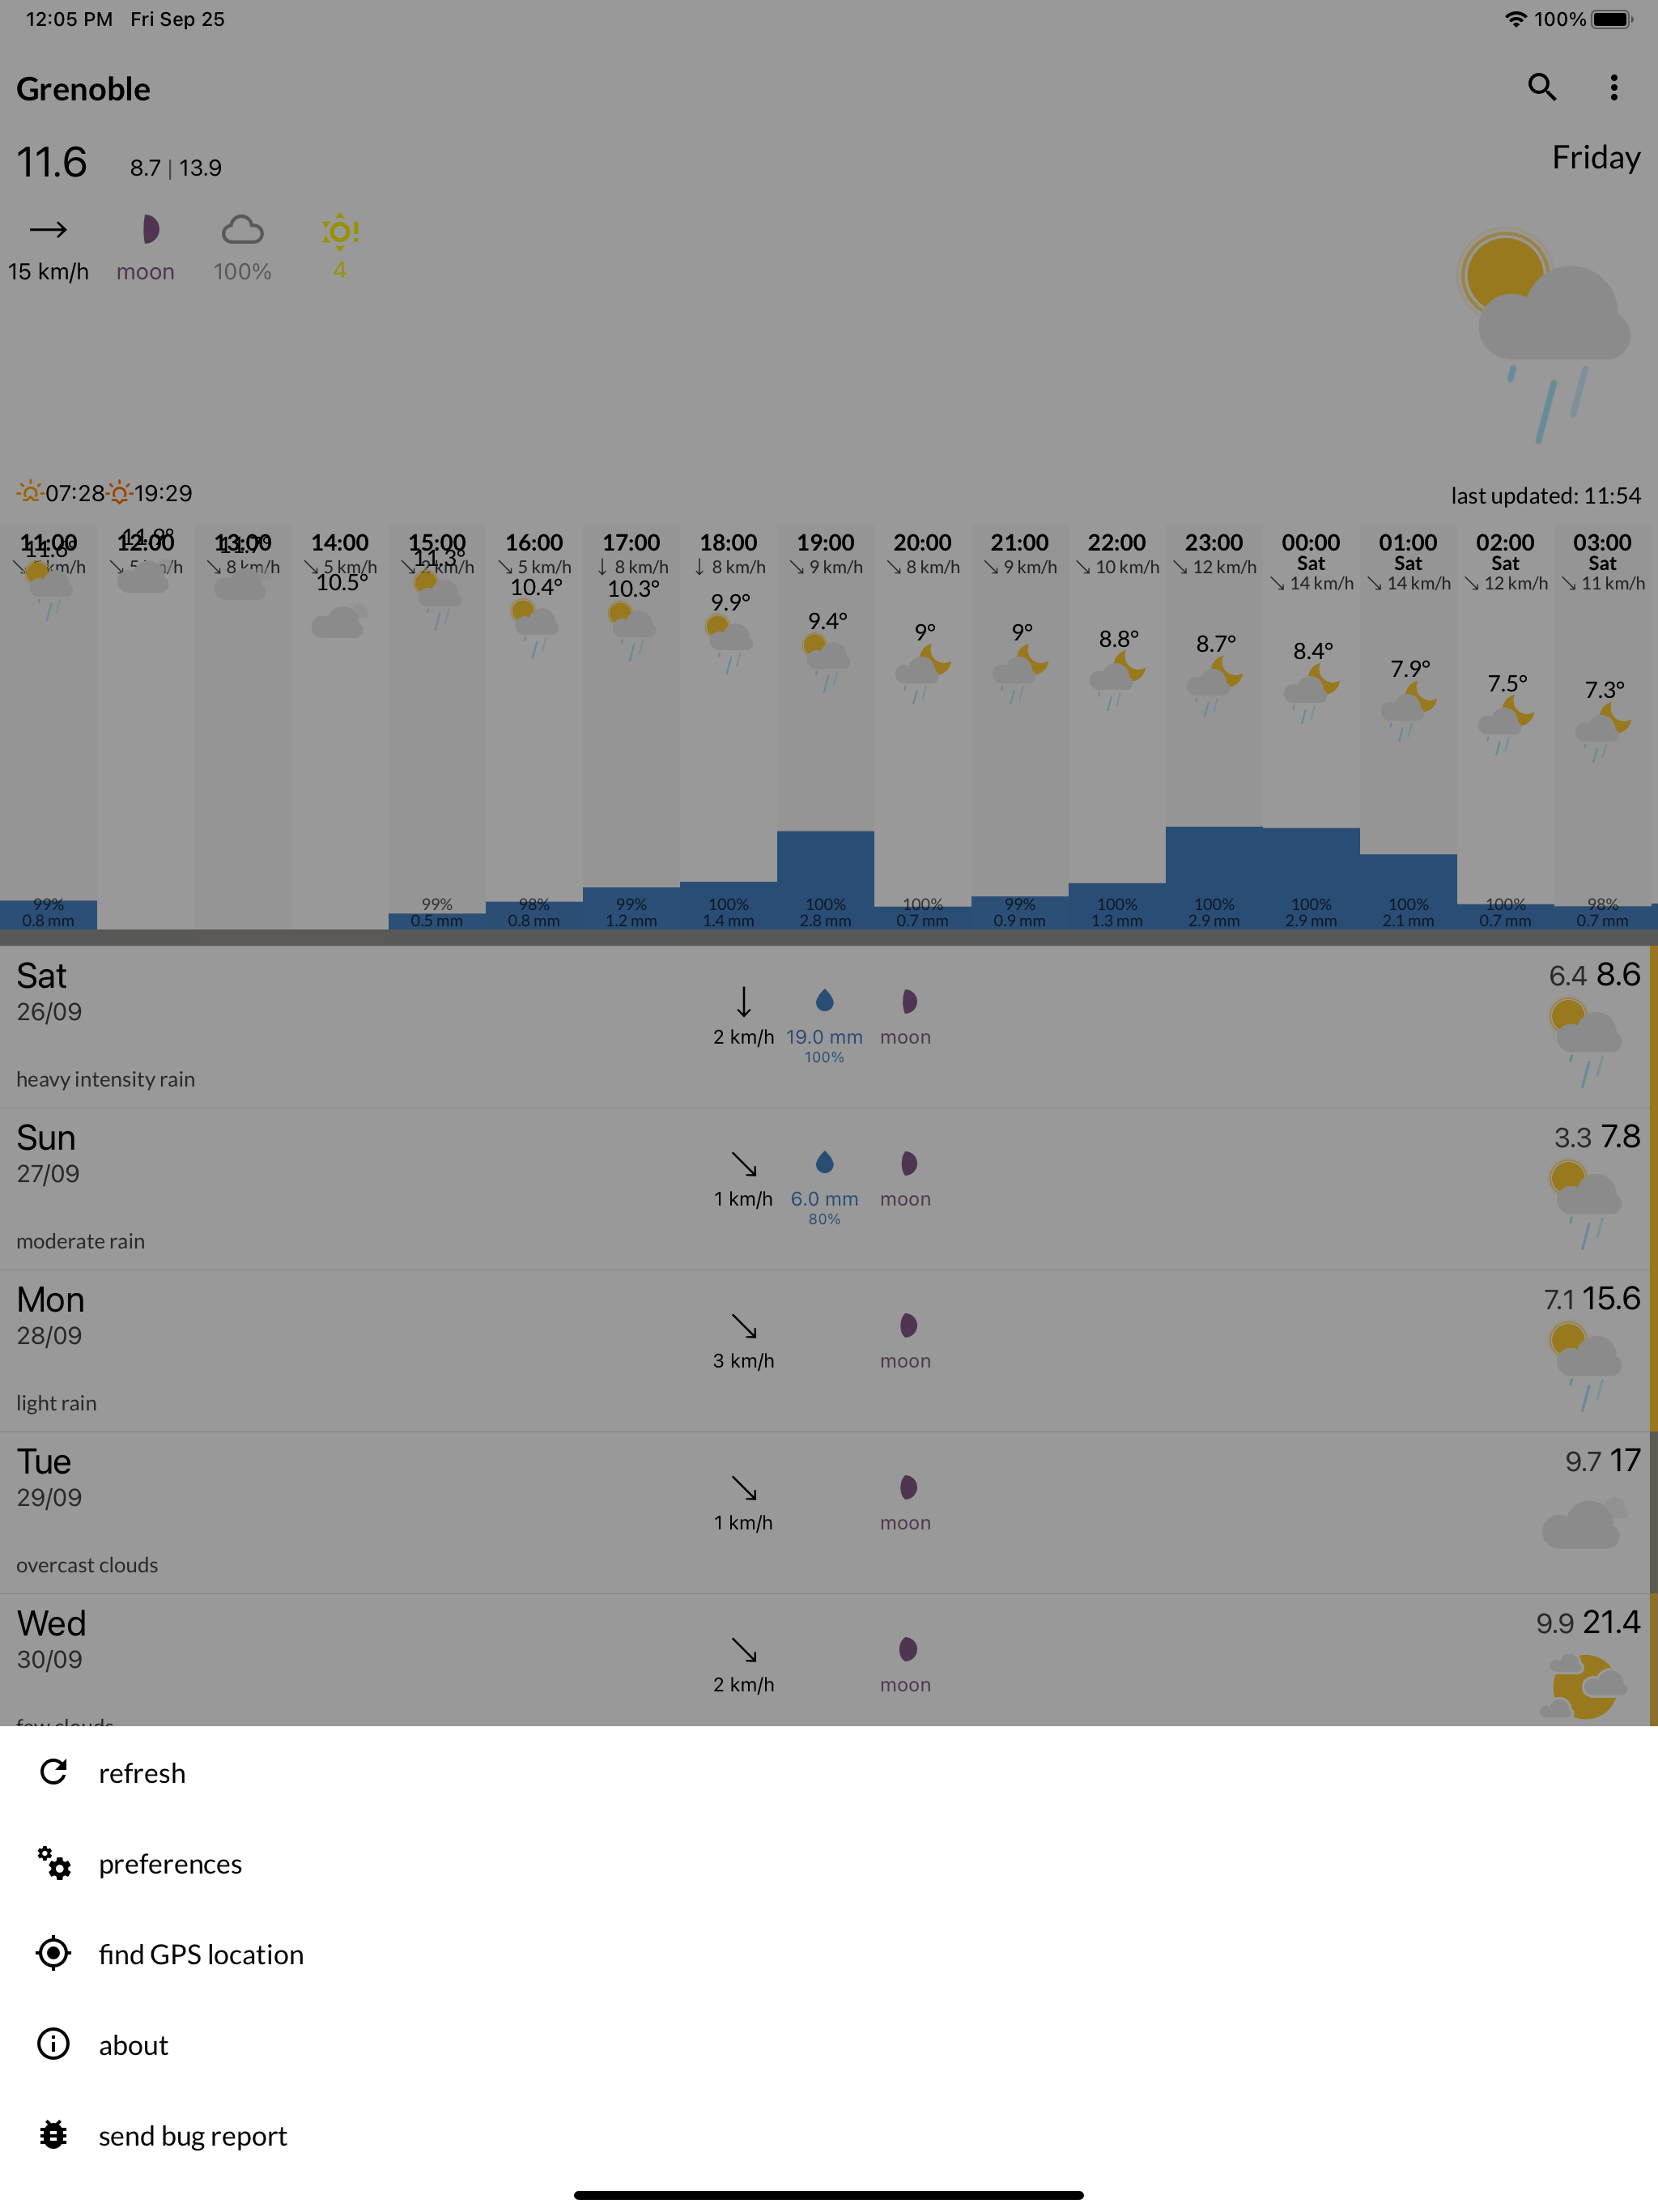 12:05 PM Fri Sep 25 100%
Grenoble
11.6 8.7 | 13.9 Friday
15 km/h moon 100% 4
07:28 19:29 last updated: 11:54
11:00 12:00 13:00 14:00 15:00 16:00 17:00 18:00 19:00 20:00 21:00 22:00 23:00 00:00 01:00 02:00 03:00
Sat Sat Sat Sat
5 km/h 5 km/h 8 km/h 5 km/h 2 km/h 5 km/h 8 km/h 8 km/h 9 km/h 8 km/h 9 km/h 10 km/h 12 km/h 14 km/h 14 km/h 12 km/h 11 km/h
11.6° 11.9° 11.7° 10.5° 11.3° 10.4° 10.3° 9.9° 9.4° 9° 9° 8.8° 8.7° 8.4° 7.9° 7.5° 7.3°
99% 99% 98% 99% 100% 100% 100% 99% 100% 100% 100% 100% 100% 98%
0.8 mm 0.5 mm 0.8 mm 1.2 mm 1.4 mm 2.8 mm 0.7 mm 0.9 mm 1.3 mm 2.9 mm 2.9 mm 2.1 mm 0.7 mm 0.7 mm
Sat 6.4 8.6
26/09
2 km/h 19.0 mm moon
100%
heavy intensity rain
Sun 3.3 7.8
27/09
1 km/h 6.0 mm moon
80%
moderate rain
Mon 7.1 15.6
28/09
3 km/h moon
light rain
Tue 9.7 17
29/09
1 km/h moon
overcast clouds
Wed 9.9 21.4
30/09
2 km/h moon
few clouds
refresh
preferences
find GPS location
about
send bug report